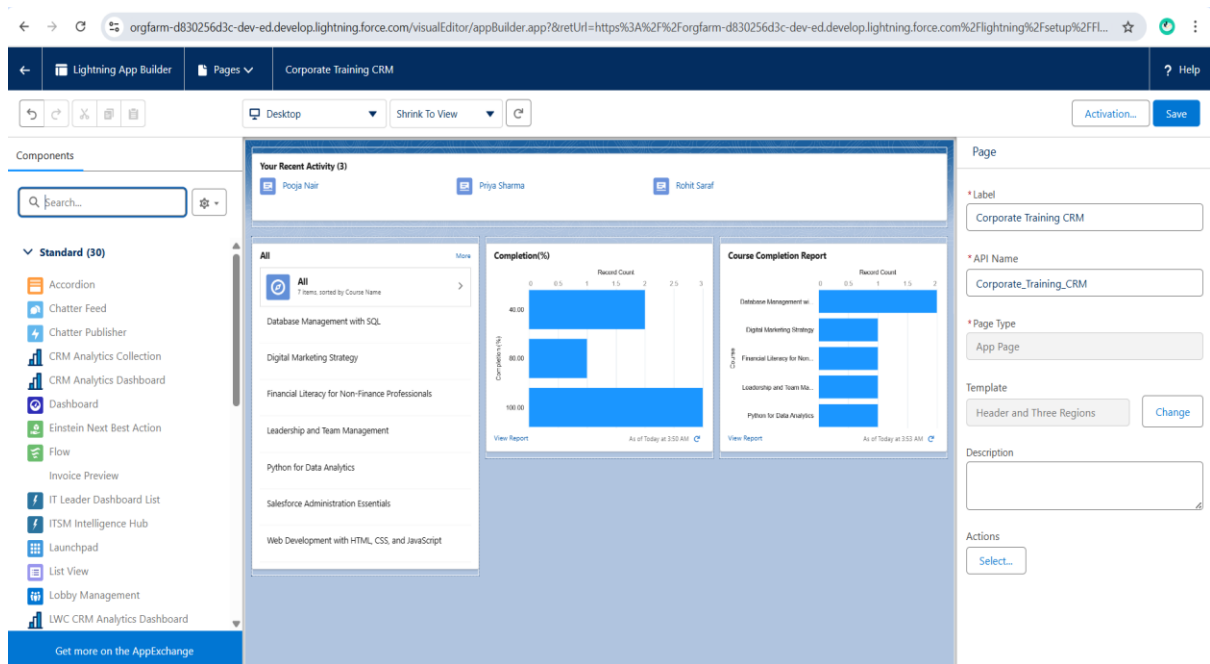 orgfarm-d830256d3c-dev-ed.develop.lightning.force.com/visualEditor/appBuilder.app?&retUrl=https%3A%2F%2Forgfarm-d830256d3c-dev-ed.develop.lightning.force.com%2Flightning%2Fsetup%2FFl...
Lightning App Builder
Pages
Corporate Training CRM
? Help
Desktop
Shrink To View
Activation...
Save
Components
Search...
Standard (30)
Accordion
Chatter Feed
Chatter Publisher
CRM Analytics Collection
CRM Analytics Dashboard
Dashboard
Einstein Next Best Action
Flow
Invoice Preview
IT Leader Dashboard List
ITSM Intelligence Hub
Launchpad
List View
Lobby Management
LWC CRM Analytics Dashboard
Get more on the AppExchange
Your Recent Activity (3)
Pooja Nair
Priya Sharma
Rohit Saraf
All
More
All
7 items, sorted by Course Name
Database Management with SQL
Digital Marketing Strategy
Financial Literacy for Non-Finance Professionals
Leadership and Team Management
Python for Data Analytics
Salesforce Administration Essentials
Web Development with HTML, CSS, and JavaScript
Completion(%)
Record Count
0 0.5 1 1.5 2 2.5 3
Completion(%)
40.00
80.00
100.00
View Report
As of Today at 3:50 AM
Course Completion Report
Record Count
0 0.5 1 1.5 2
Course
Database Management wi...
Digital Marketing Strategy
Financial Literacy for Non...
Leadership and Team Ma...
Python for Data Analytics
View Report
As of Today at 3:53 AM
Page
*Label
Corporate Training CRM
*API Name
Corporate_Training_CRM
*Page Type
App Page
Template
Header and Three Regions
Change
Description
Actions
Select...